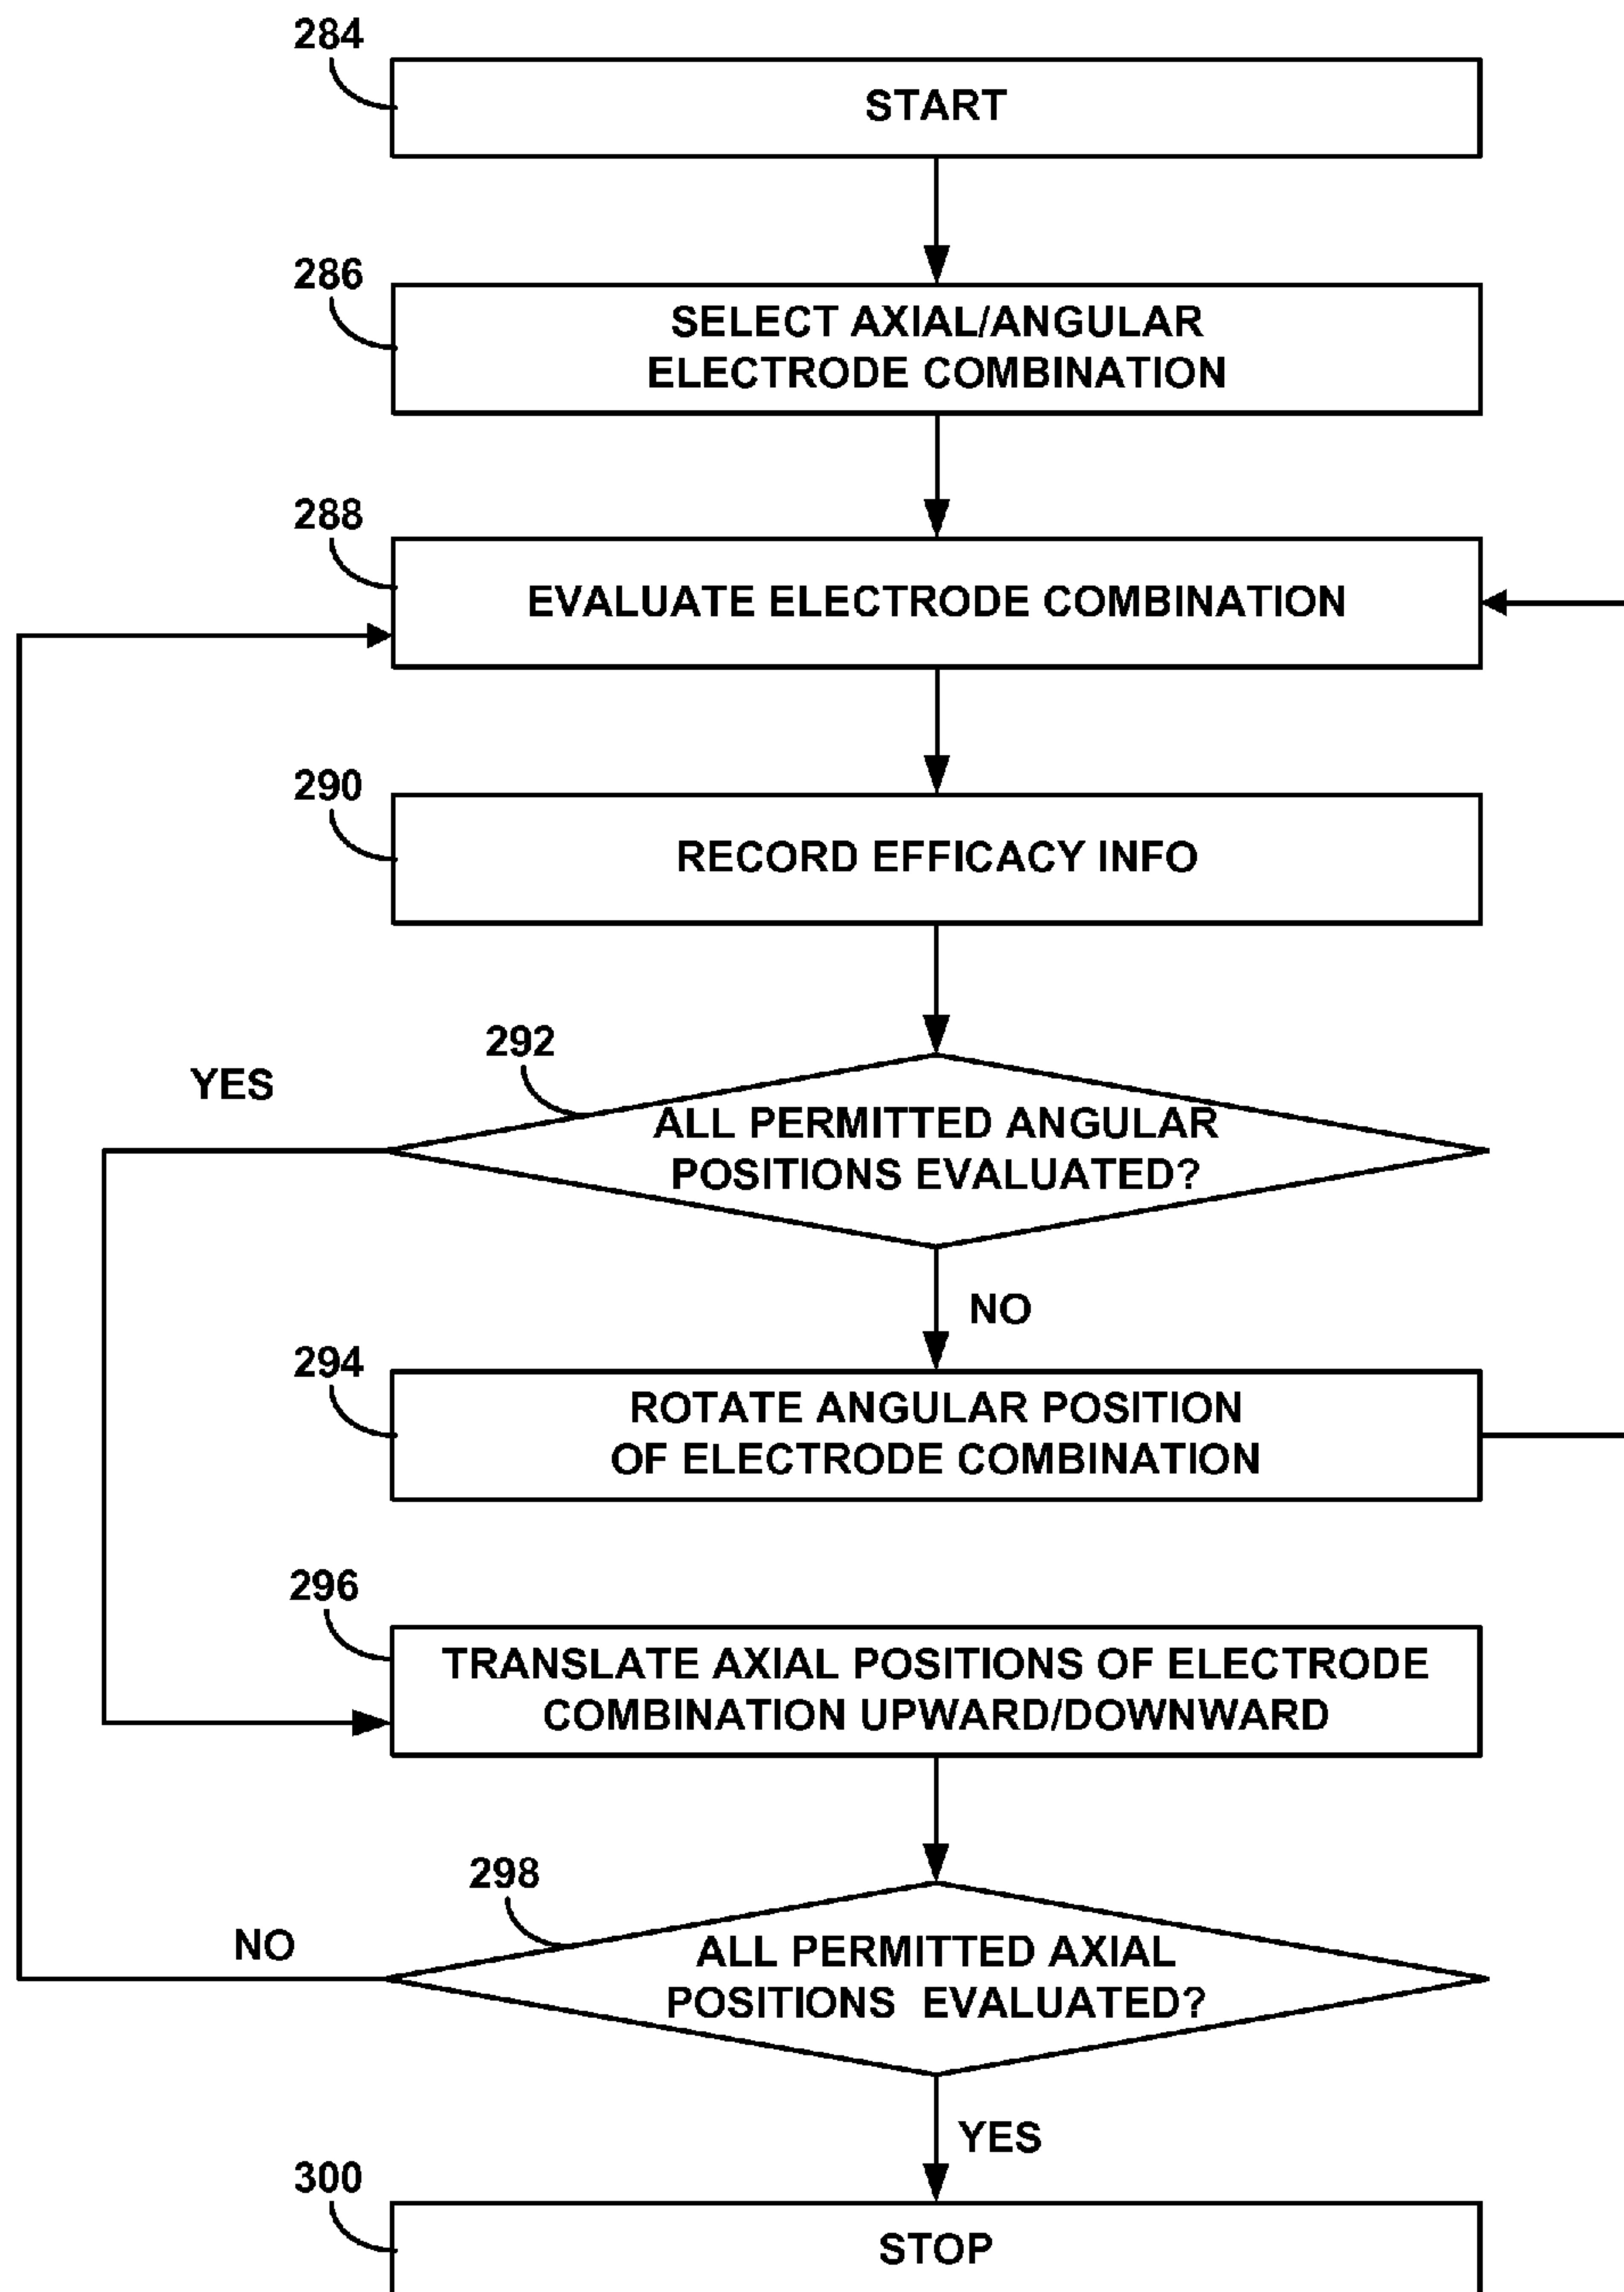 284
START
286
SELECT AXIAL/ANGULAR
ELECTRODE COMBINATION
288
EVALUATE ELECTRODE COMBINATION
290
RECORD EFFICACY INFO
292
YES
ALL PERMITTED ANGULAR
POSITIONS EVALUATED?
NO
294
ROTATE ANGULAR POSITION
OF ELECTRODE COMBINATION
296
TRANSLATE AXIAL POSITIONS OF ELECTRODE
COMBINATION UPWARD/DOWNWARD
298
NO
ALL PERMITTED AXIAL
POSITIONS EVALUATED?
YES
300
STOP